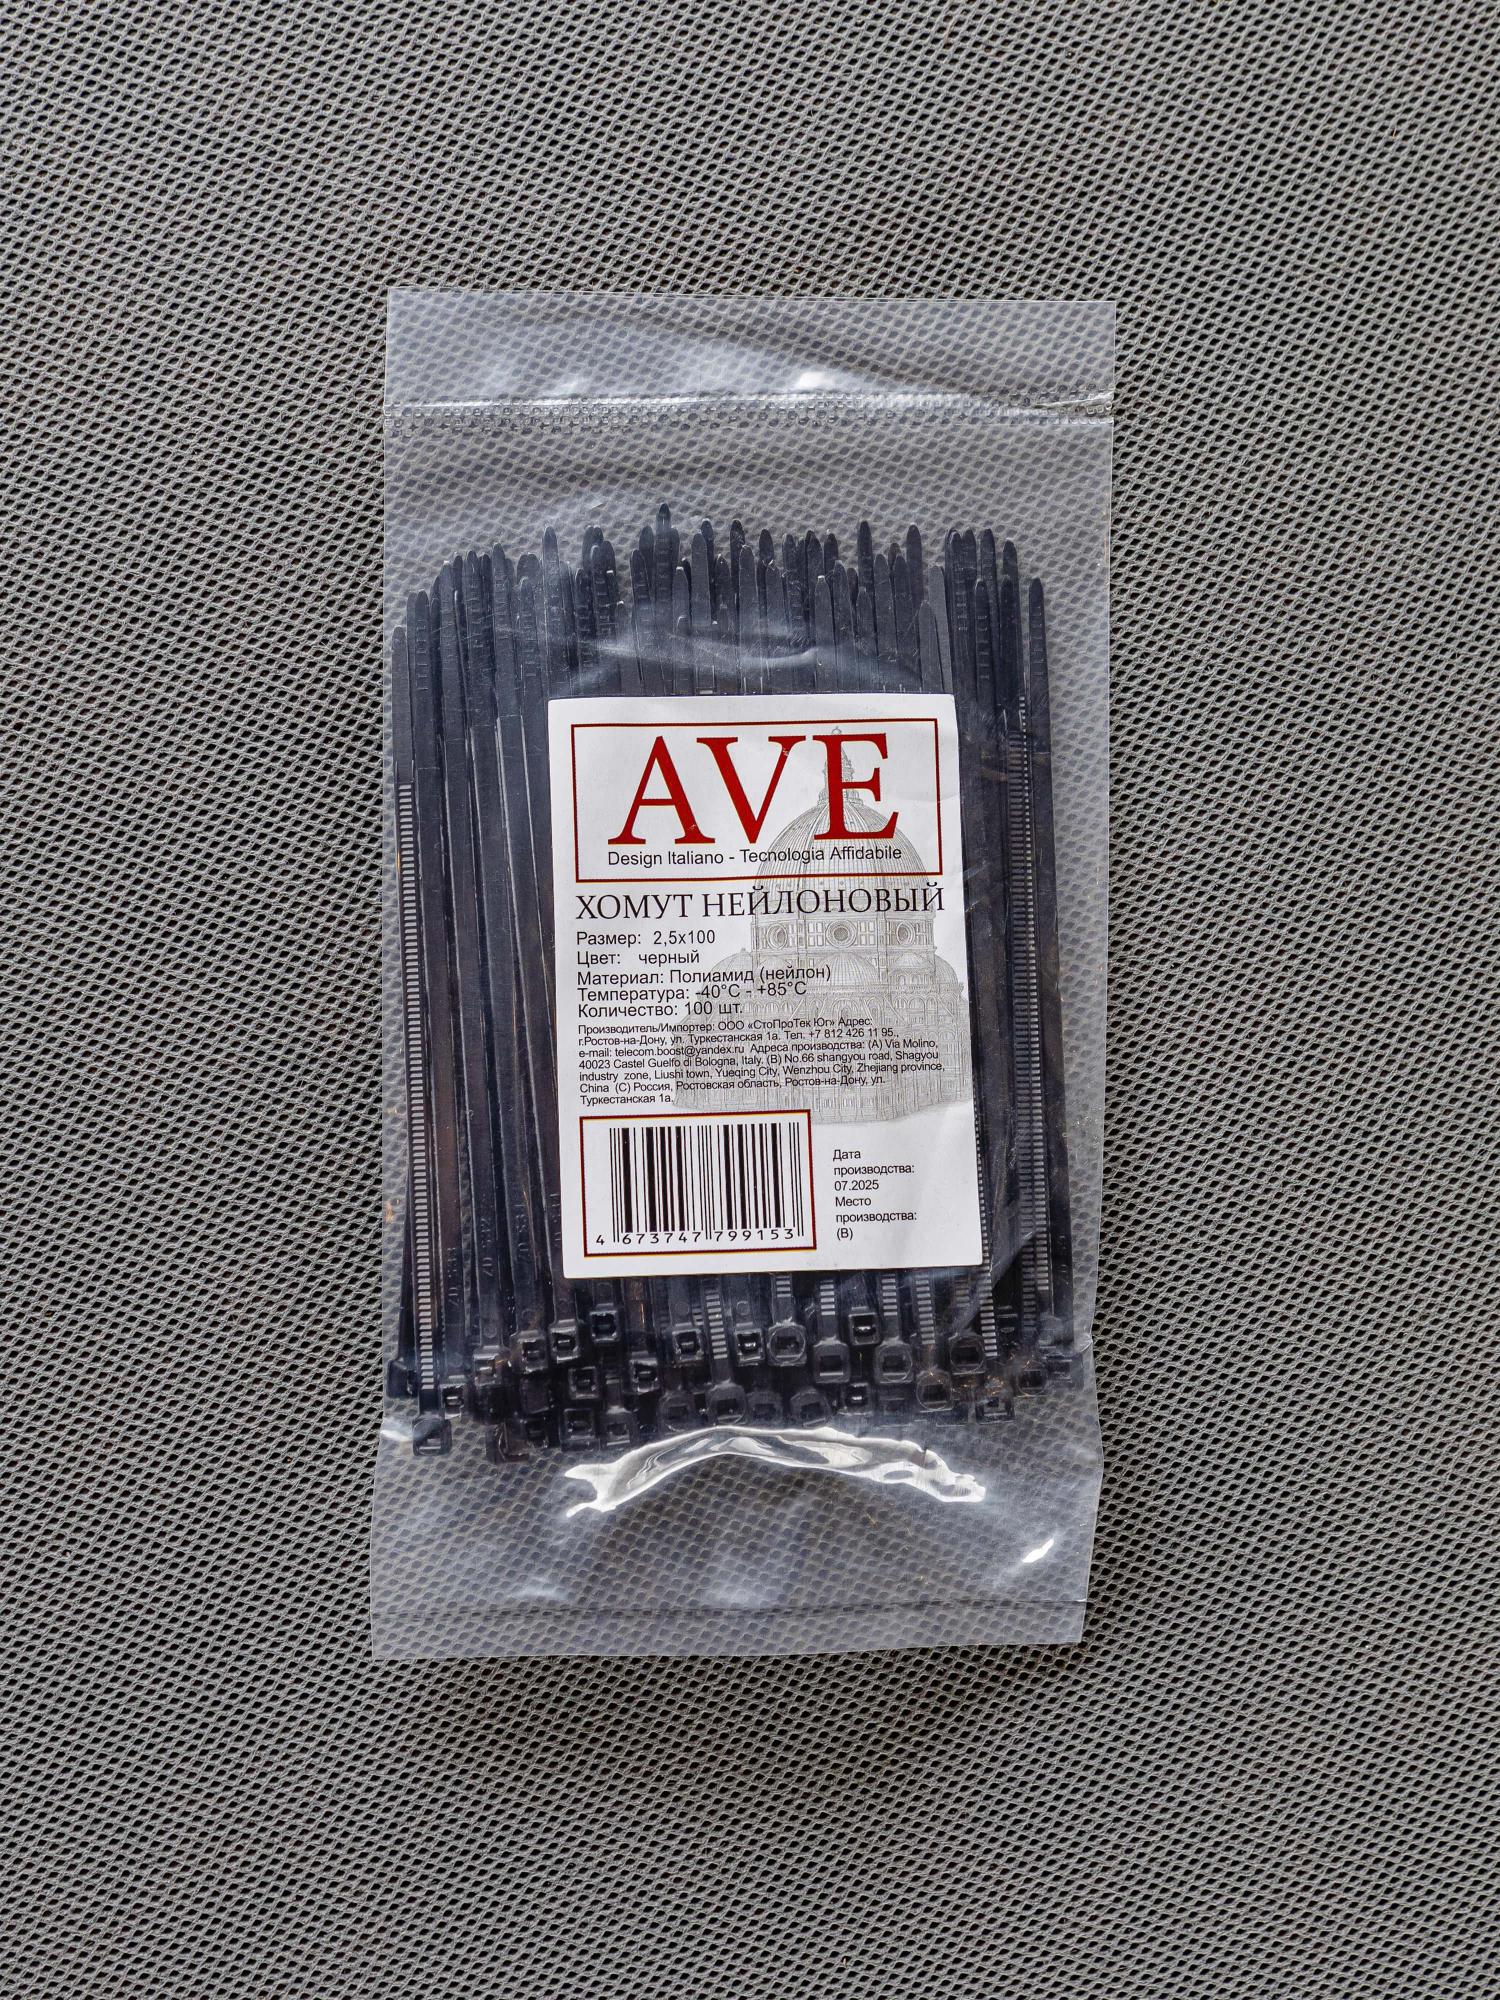 AVE
Design Italiano - Tecnologia Affidabile
ХОМУТ НЕЙЛОНОВЫЙ
Размер: 2,5x100
Цвет: черный
Материал: Полиамид (нейлон)
Температура: -40°C - +85°C
Количество: 100 шт.
Производитель/Импортер: ООО «СтоПроТек Юг» Адрес:
г.Ростов-на-Дону, ул. Туркестанская 1а. Тел. +7 812 426 11 95.,
e-mail: telecom.boost@yandex.ru Адреса производства: (A) Via Molino,
40023 Castel Guelfo di Bologna, Italy. (B) No.66 shangyou road, Shagyou
industry zone, Liushi town, Yueqing City, Wenzhou City, Zhejiang province,
China (C) Россия, Ростовская область, Ростов-на-Дону, ул.
Туркестанская 1а.
4 673747 799153
Дата
производства:
07.2025
Место
производства:
(B)